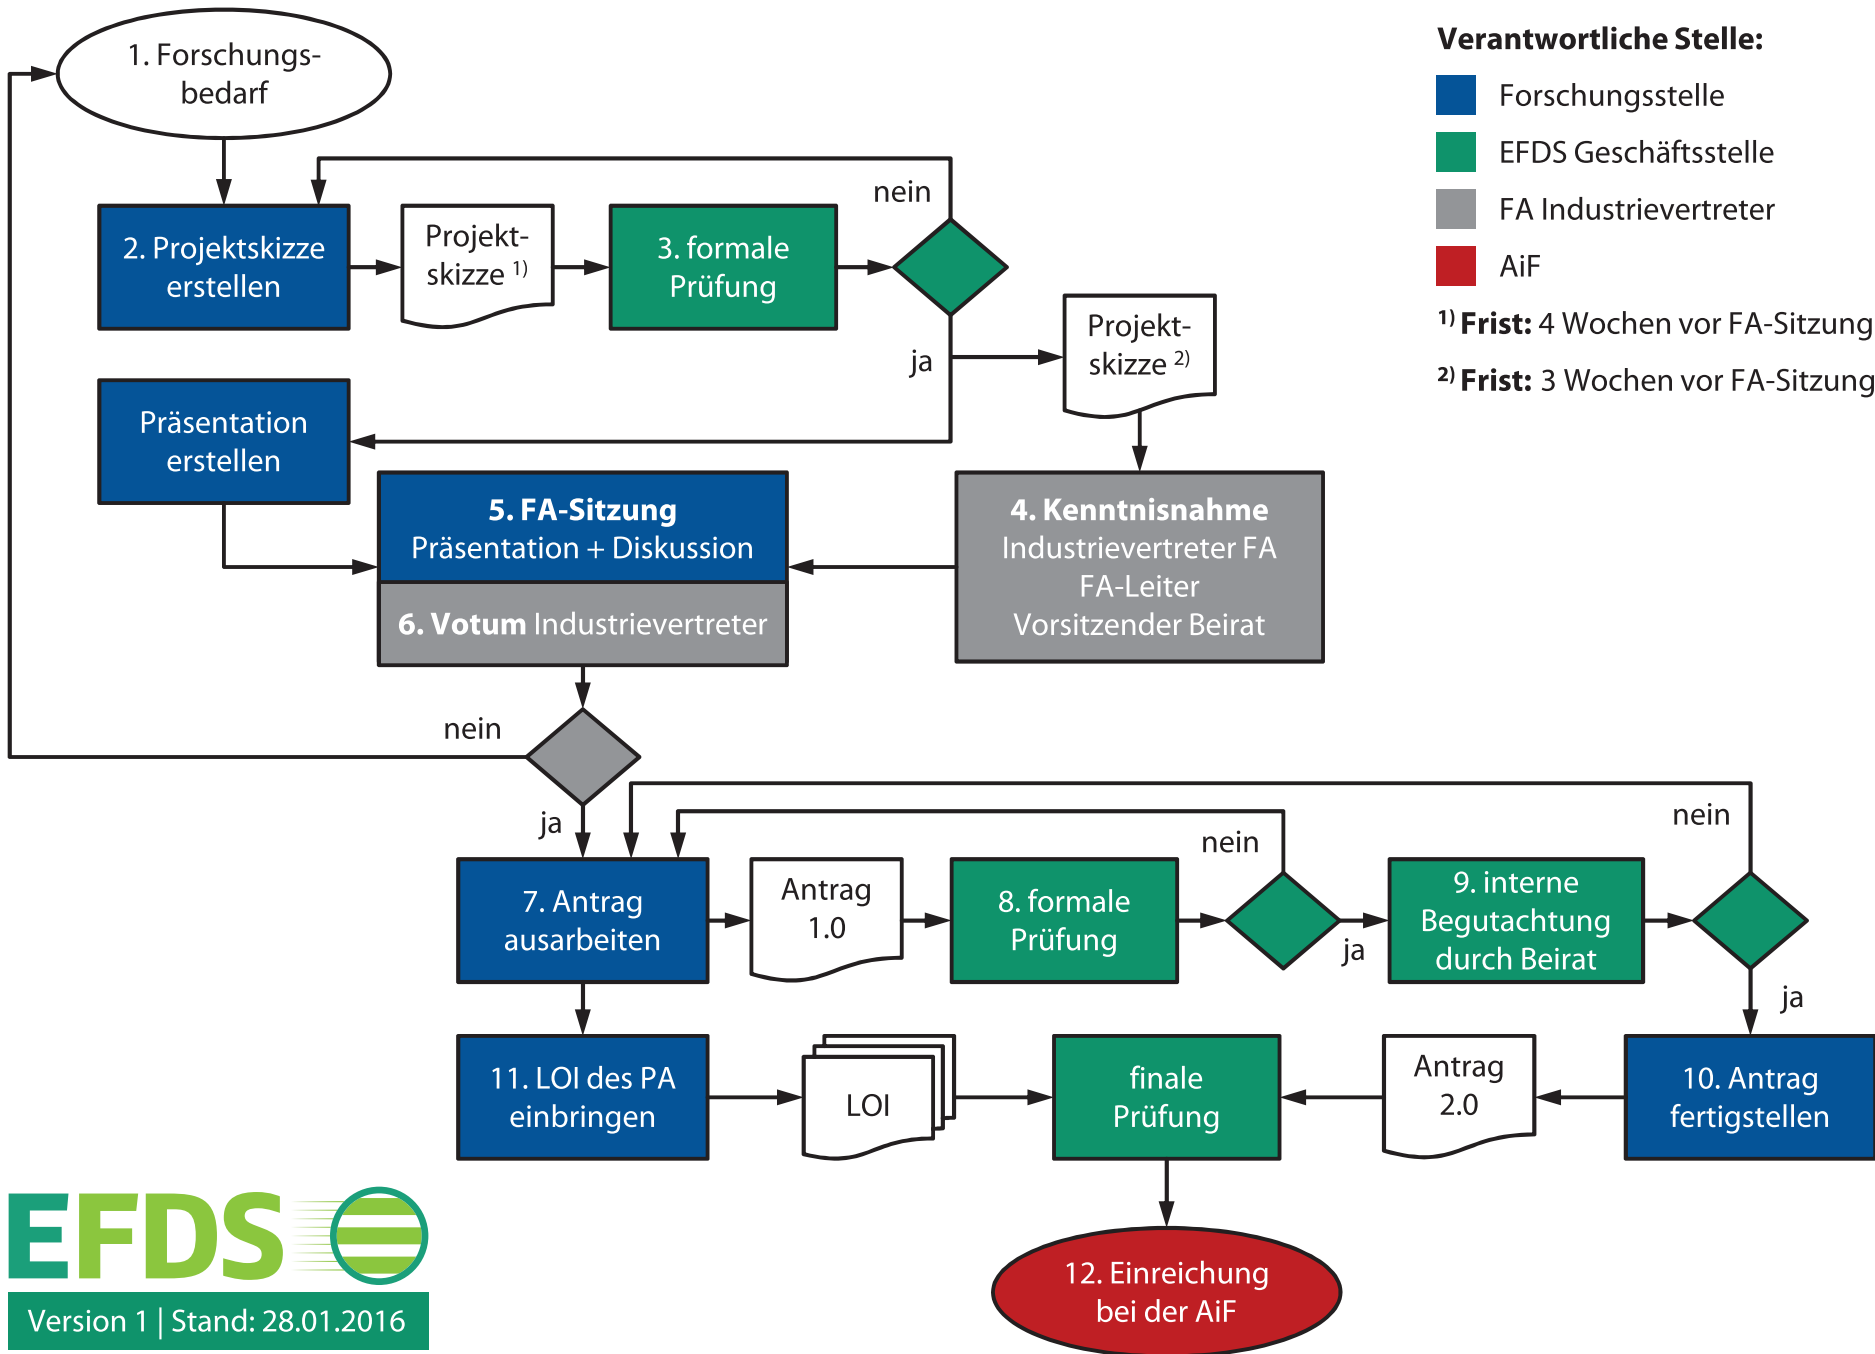 1. Forschungs-
bedarf
Verantwortliche Stelle:
Forschungsstelle
EFDS Geschäftsstelle
FA Industrievertreter
AiF
1) Frist: 4 Wochen vor FA-Sitzung
2) Frist: 3 Wochen vor FA-Sitzung
nein
2. Projektskizze
erstellen
Projekt-
skizze 1)
3. formale
Prüfung
ja
Projekt-
skizze 2)
Präsentation
erstellen
5. FA-Sitzung
Präsentation + Diskussion
6. Votum Industrievertreter
4. Kenntnisnahme
Industrievertreter FA
FA-Leiter
Vorsitzender Beirat
nein
ja
nein
nein
7. Antrag
ausarbeiten
Antrag
1.0
8. formale
Prüfung
ja
9. interne
Begutachtung
durch Beirat
ja
11. LOI des PA
einbringen
LOI
finale
Prüfung
Antrag
2.0
10. Antrag
fertigstellen
12. Einreichung
bei der AiF
EFDS
Version 1 | Stand: 28.01.2016